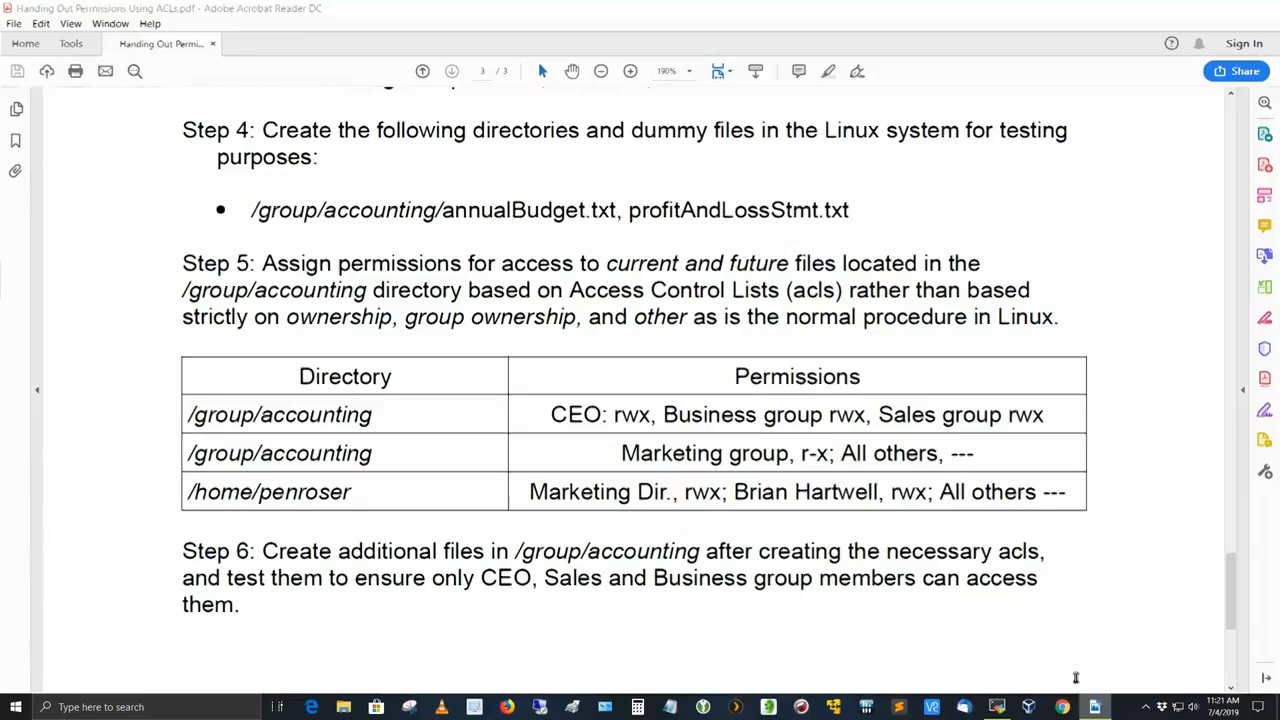 Handing Out Permissions Using ACLs.pdf - Adobe Acrobat Reader DC
File Edit View Window Help
Home Tools Handing Out Permi... × Sign In
3 / 3 190% Share
Step 4: Create the following directories and dummy files in the Linux system for testing
purposes:
• /group/accounting/annualBudget.txt, profitAndLossStmt.txt
Step 5: Assign permissions for access to current and future files located in the
/group/accounting directory based on Access Control Lists (acls) rather than based
strictly on ownership, group ownership, and other as is the normal procedure in Linux.
Directory Permissions
/group/accounting CEO: rwx, Business group rwx, Sales group rwx
/group/accounting Marketing group, r-x; All others, ---
/home/penroser Marketing Dir., rwx; Brian Hartwell, rwx; All others ---
Step 6: Create additional files in /group/accounting after creating the necessary acls,
and test them to ensure only CEO, Sales and Business group members can access
them.
Type here to search
11:21 AM
7/4/2019